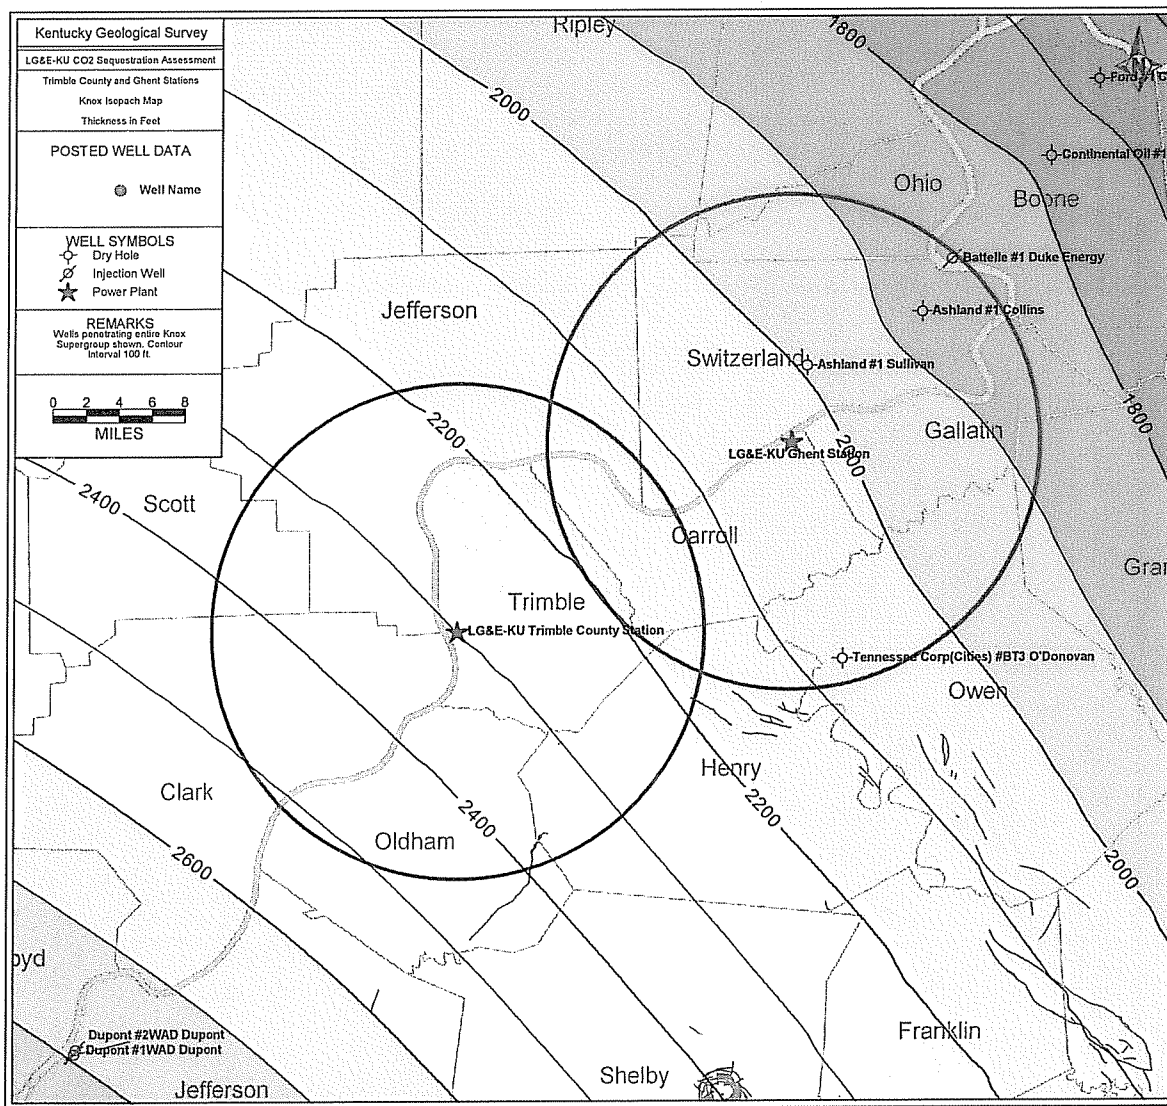 Kentucky Geological Survey
LG&E-KU CO2 Sequestration Assessment
Trimble County and Ghent Stations
Knox Isopach Map
Thickness in Feet
POSTED WELL DATA
Well Name
WELL SYMBOLS
Dry Hole
Injection Well
Power Plant
REMARKS
Wells penetrating entire Knox
Supergroup shown. Contour
Interval 100 ft.
0 2 4 6 8
MILES
Ripley
1800
N
Ford #1 C
2000
Continental Oil #1
Ohio
Boone
Battelle #1 Duke Energy
Jefferson
Ashland #1 Collins
Switzerland
Ashland #1 Sullivan
1800
2200
Gallatin
2000
LG&E-KU Ghent Station
2400
Scott
Carroll
Gran
Trimble
LG&E-KU Trimble County Station
Tennessee Corp(Cities) #BT3 O'Donovan
Owen
Henry
Clark
2400
2200
Oldham
2600
2000
oyd
Dupont #2WAD Dupont
Dupont #1WAD Dupont
Franklin
Shelby
Jefferson